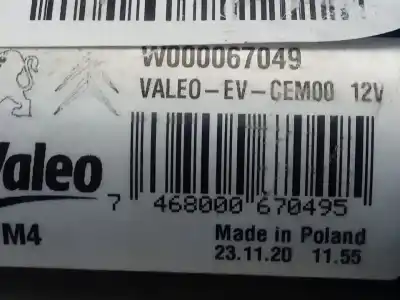 W000067049
VALEO-EV-CEM00 12V
Valeo
7 468000 670495
M4
Made in Poland
23.11.20 11.55